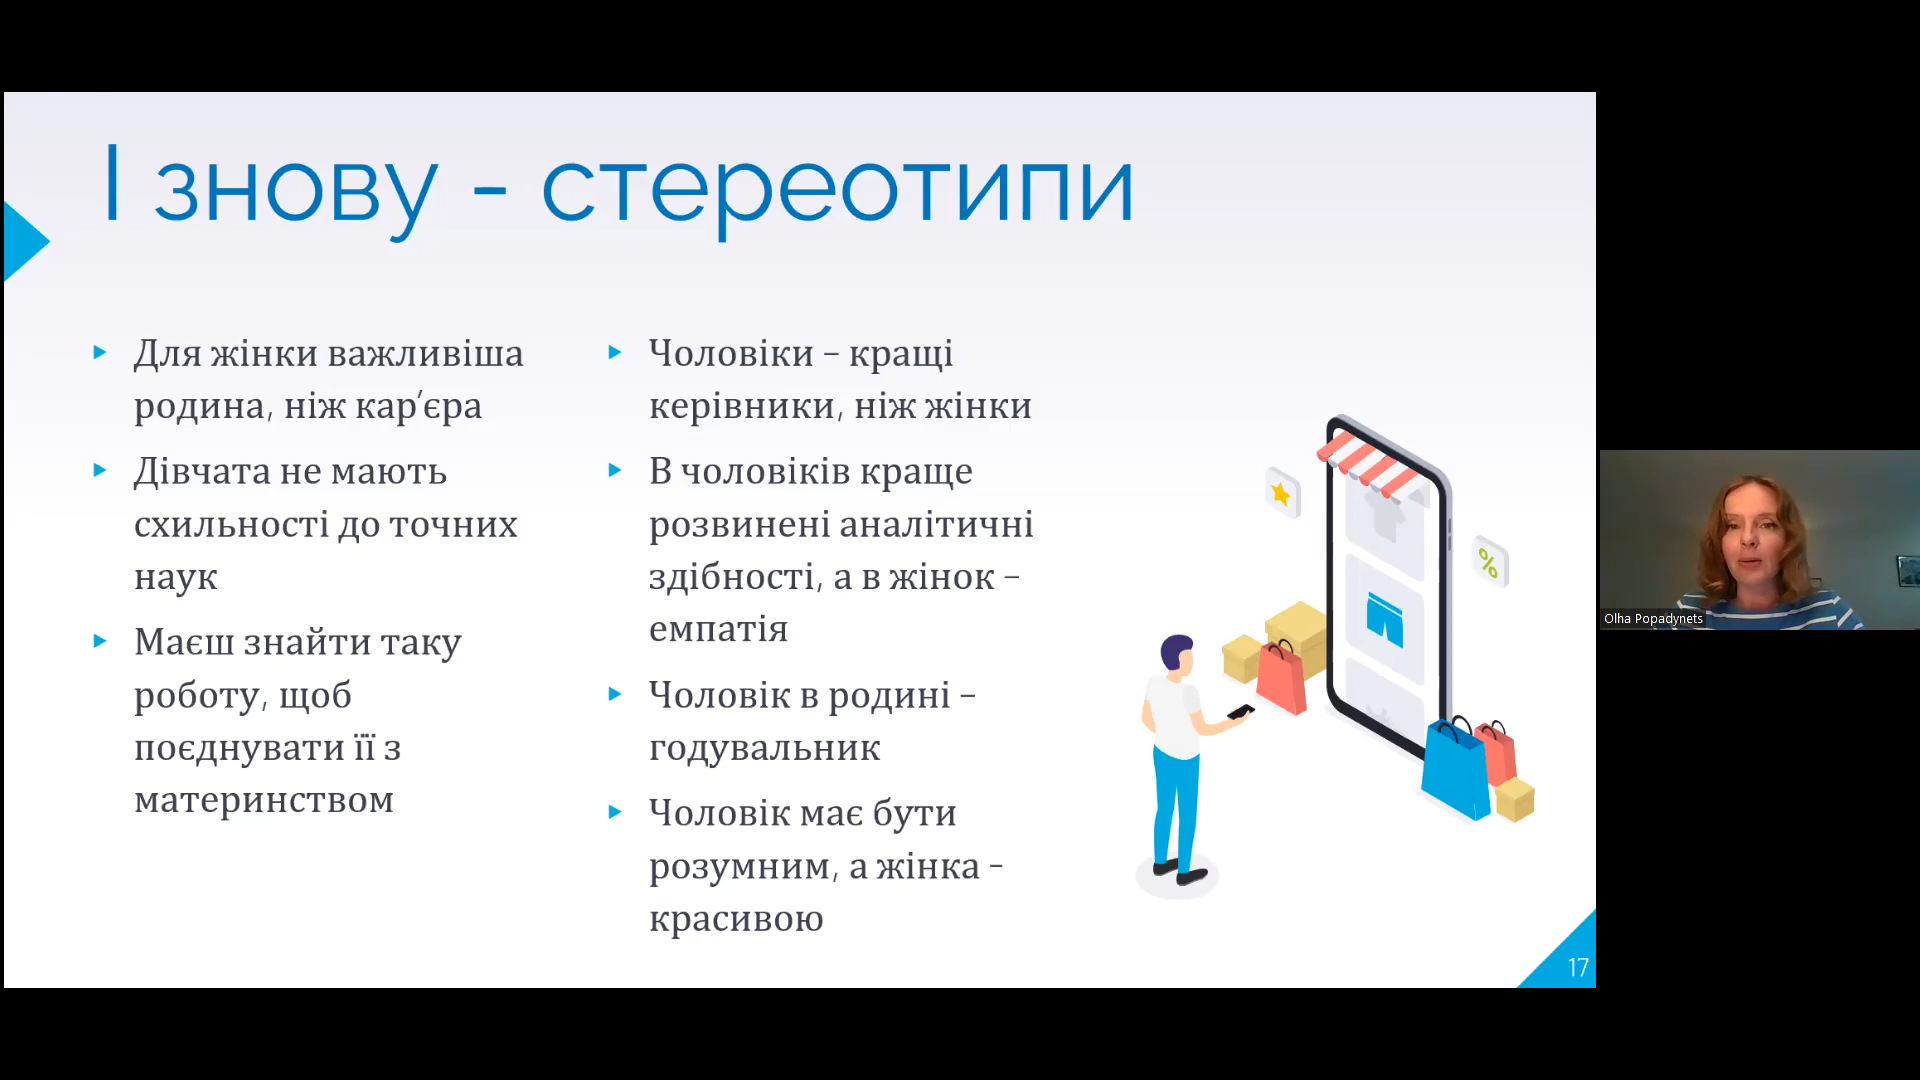 І знову - стереотипи
Для жінки важливіша
родина, ніж кар’єра
Дівчата не мають
схильності до точних
наук
Маєш знайти таку
роботу, щоб
поєднувати її з
материнством
Чоловіки – кращі
керівники, ніж жінки
В чоловіків краще
розвинені аналітичні
здібності, а в жінок –
емпатія
Чоловік в родині –
годувальник
Чоловік має бути
розумним, а жінка –
красивою
%
17
Olha Popadynets